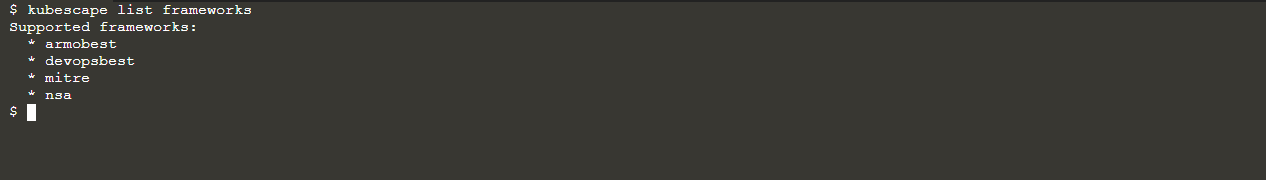 $ kubescape list frameworks
Supported frameworks:
* armobest
* devopsbest
* mitre
* nsa
$